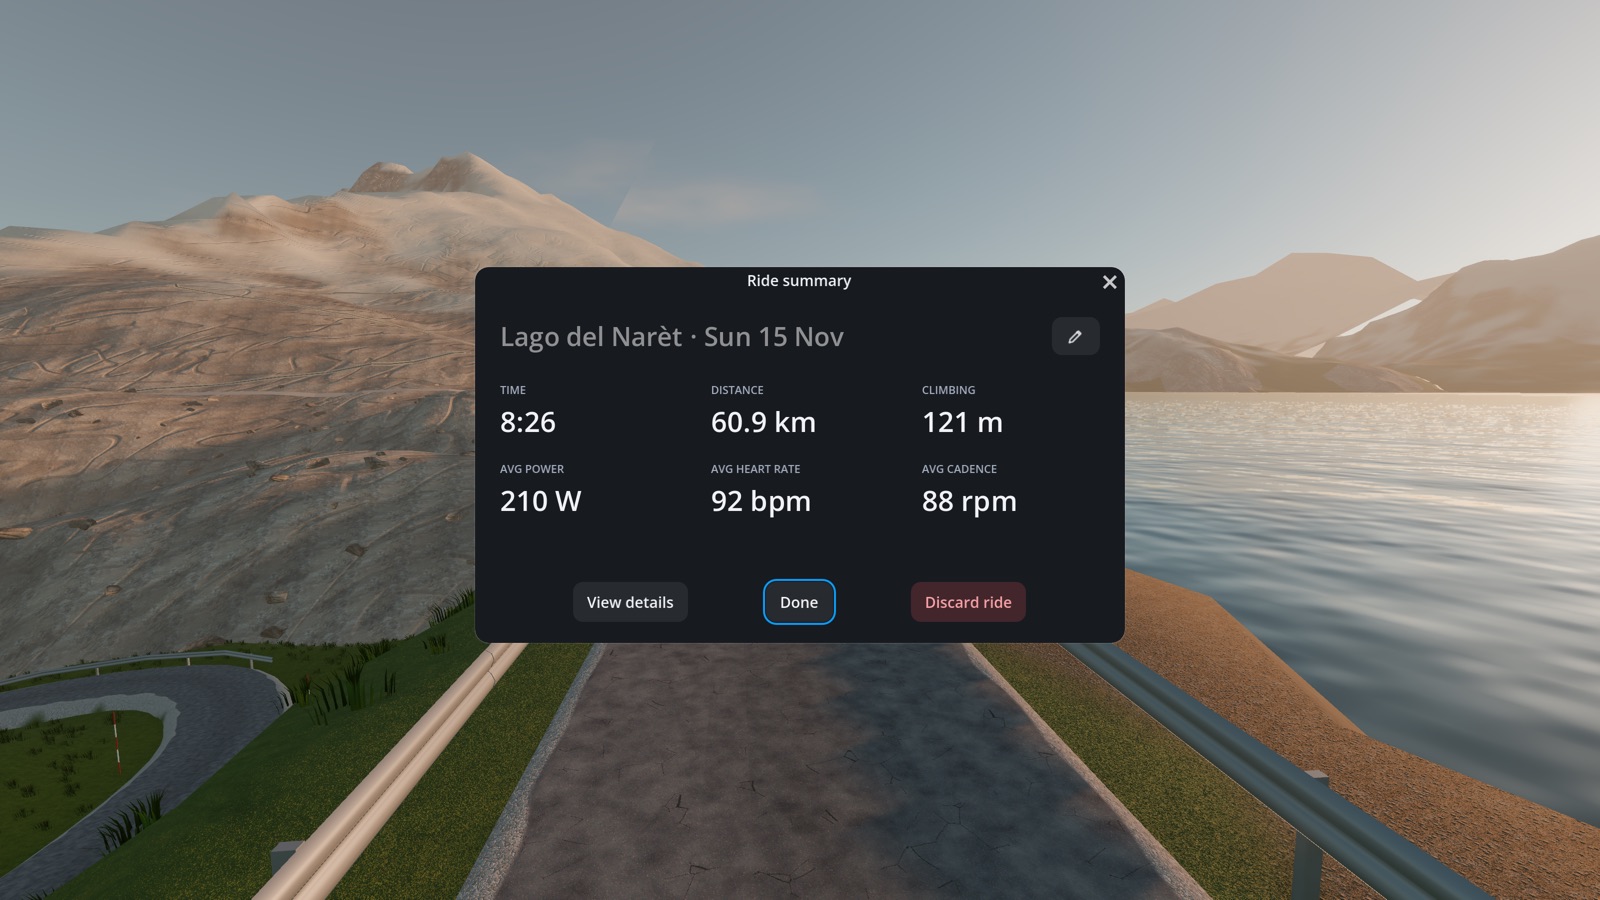 Ride summary
Lago del Narèt · Sun 15 Nov
TIME DISTANCE CLIMBING
8:26 60.9 km 121 m
AVG POWER AVG HEART RATE AVG CADENCE
210 W 92 bpm 88 rpm
View details Done Discard ride